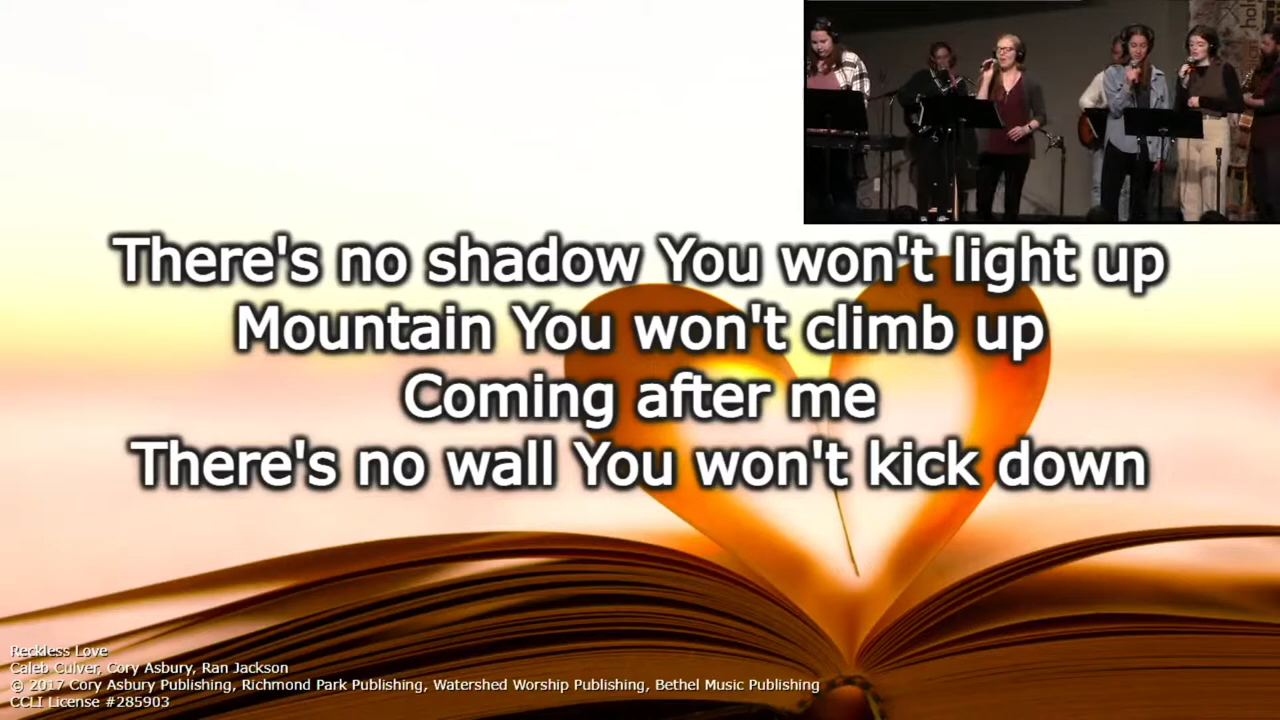 There's no shadow You won't light up
Mountain You won't climb up
Coming after me
There's no wall You won't kick down
Reckless Love
Caleb Culver, Cory Asbury, Ran Jackson
© 2017 Cory Asbury Publishing, Richmond Park Publishing, Watershed Worship Publishing, Bethel Music Publishing
CCLI License #285903